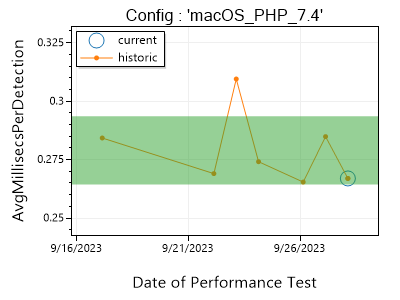 Config : 'macOS_PHP_7.4'
current
historic
AvgMillisecsPerDetection
0.325
0.3
0.275
0.25
9/16/2023
9/21/2023
9/26/2023
Date of Performance Test